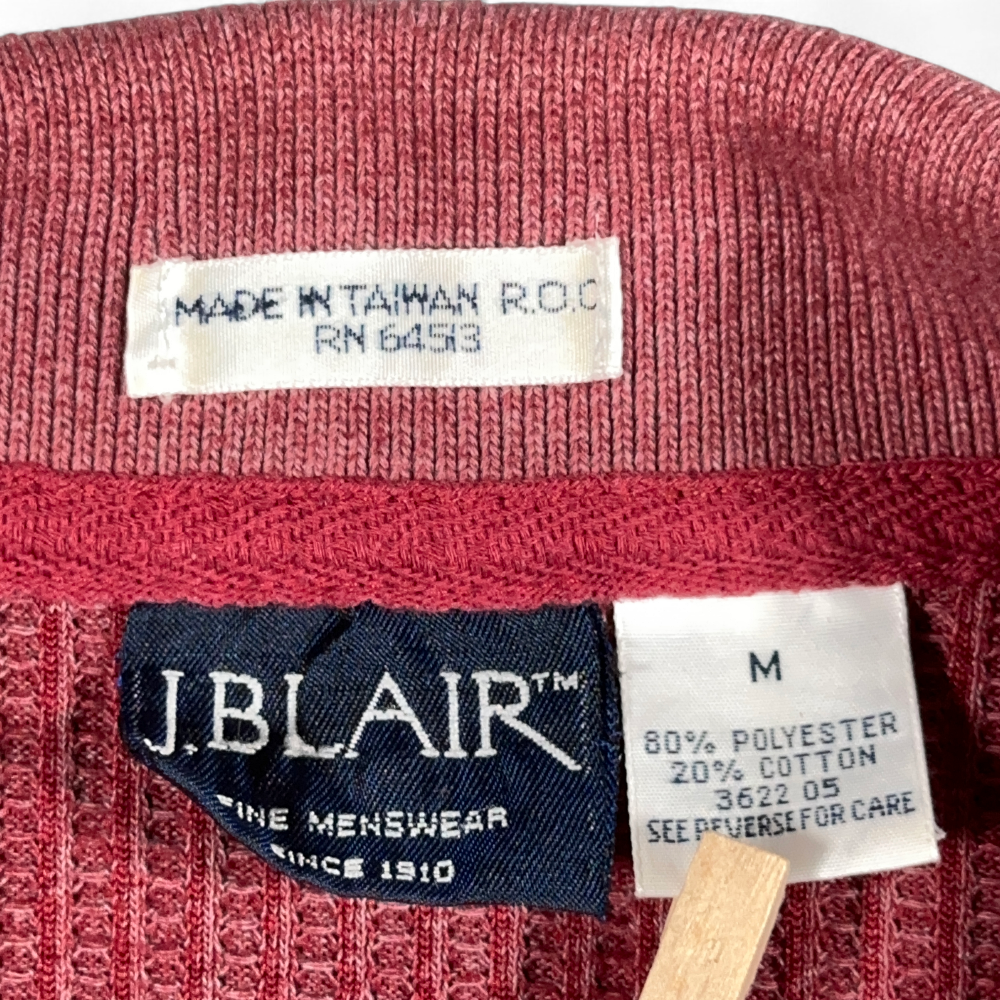 MADE IN TAIWAN R.O.C
RN 64513
J.BLAIR™
FINE MENSWEAR
SINCE 1910
M
80% POLYESTER
20% COTTON
3622 05
SEE REVERSE FOR CARE